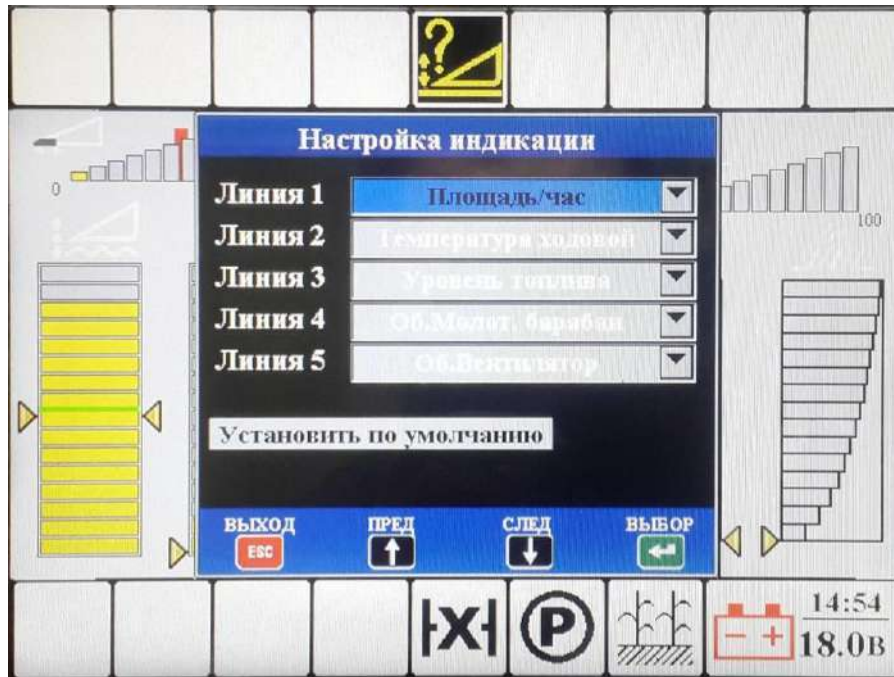 ?
Настройка индикации
0
100
Линия 1 Площадь/час
Линия 2 Температура ходовой
Линия 3 Уровень топлива
Линия 4 Об.Молот. барабан
Линия 5 Об.Вентилятор
Установить по умолчанию
ВЫХОД ПРЕД СЛЕД ВЫБОР
ESC
X P
14:54
18.0В